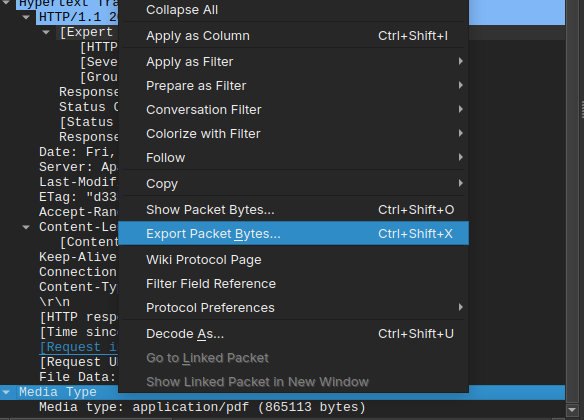 Hypertext Tra
Collapse All
HTTP/1.1 2
[Expert
Apply as Column Ctrl+Shift+I
[HTTP
[Seve
Apply as Filter
[Grou
Prepare as Filter
Response
Status C
Conversation Filter
[Status
Colorize with Filter
Response
Date: Fri,
Follow
Server: Ap
Last-Modif
Copy
ETag: "d33
Accept-Ran
Show Packet Bytes... Ctrl+Shift+O
Content-Le
Export Packet Bytes... Ctrl+Shift+X
[Content
Keep-Alive
Wiki Protocol Page
Connection
Content-Ty
Filter Field Reference
\r\n
Protocol Preferences
[HTTP resp
[Time sinc
Decode As... Ctrl+Shift+U
[Request i
[Request U
Go to Linked Packet
File Data:
Show Linked Packet in New Window
Media Type
Media type: application/pdf (865113 bytes)